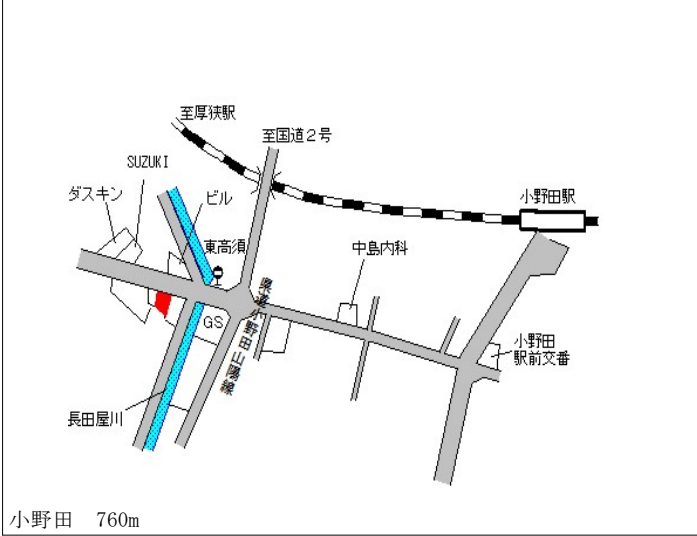 至厚狭駅
至国道2号
SUZUKI
ダスキン
ビル
小野田駅
東高須
中島内科
県道小野田山陽線
GS
小野田
駅前交番
長田屋川
小野田 760m